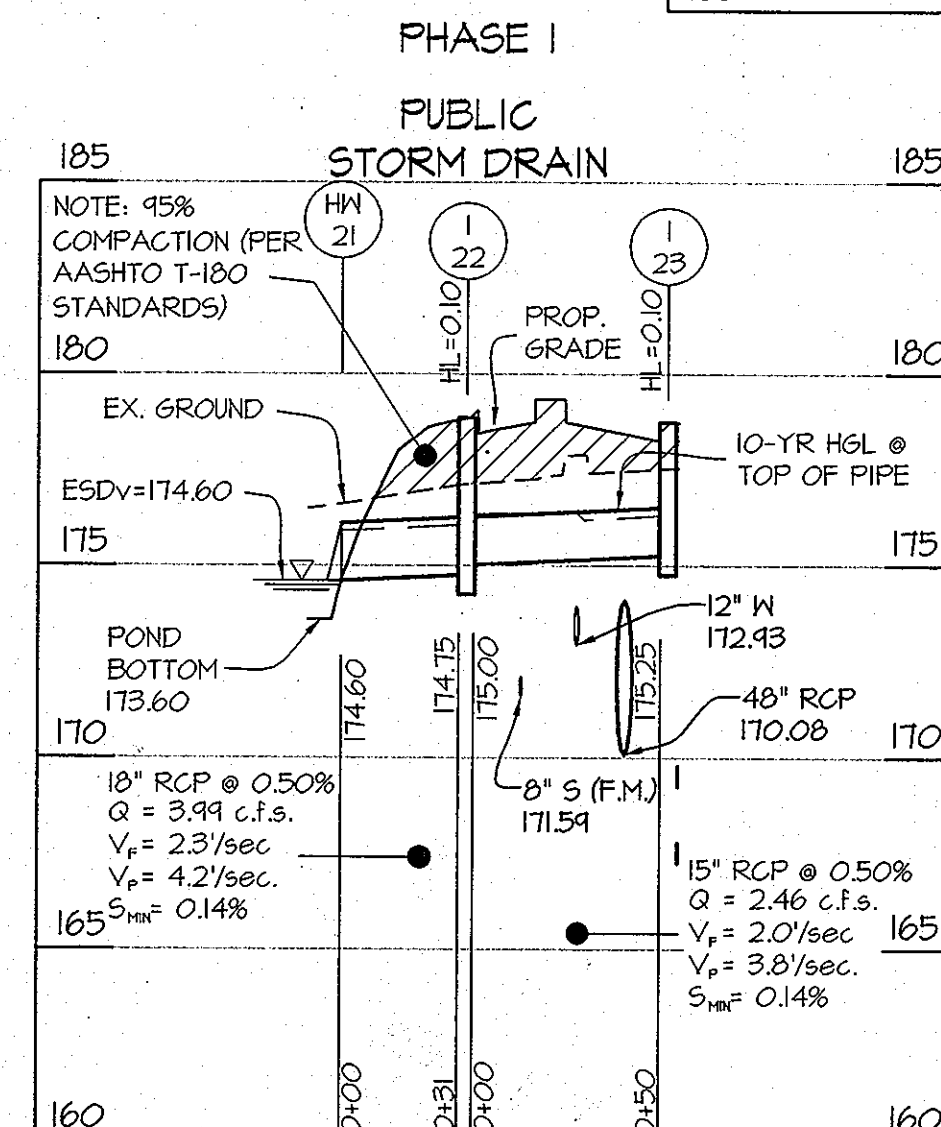 PHASE I
PUBLIC
STORM DRAIN
185
185
NOTE: 95%
COMPACTION (PER
AASHTO T-180
STANDARDS)
HW
21
I
22
I
23
HL=0.10
HL=0.10
PROP.
GRADE
180
180
EX. GROUND
10-YR HGL @
TOP OF PIPE
ESDv=174.60
175
175
12" W
172.93
POND
BOTTOM
173.60
174.60
174.75
175.00
175.25
48" RCP
170.08
170
170
8" S (F.M.)
171.59
18" RCP @ 0.50%
Q = 3.99 c.f.s.
VF= 2.3'/sec
VP= 4.2'/sec.
SMIN= 0.14%
15" RCP @ 0.50%
Q = 2.46 c.f.s.
VF= 2.0'/sec
VP= 3.8'/sec.
SMIN= 0.14%
165
165
0+00
0+31
0+00
0+50
160
160